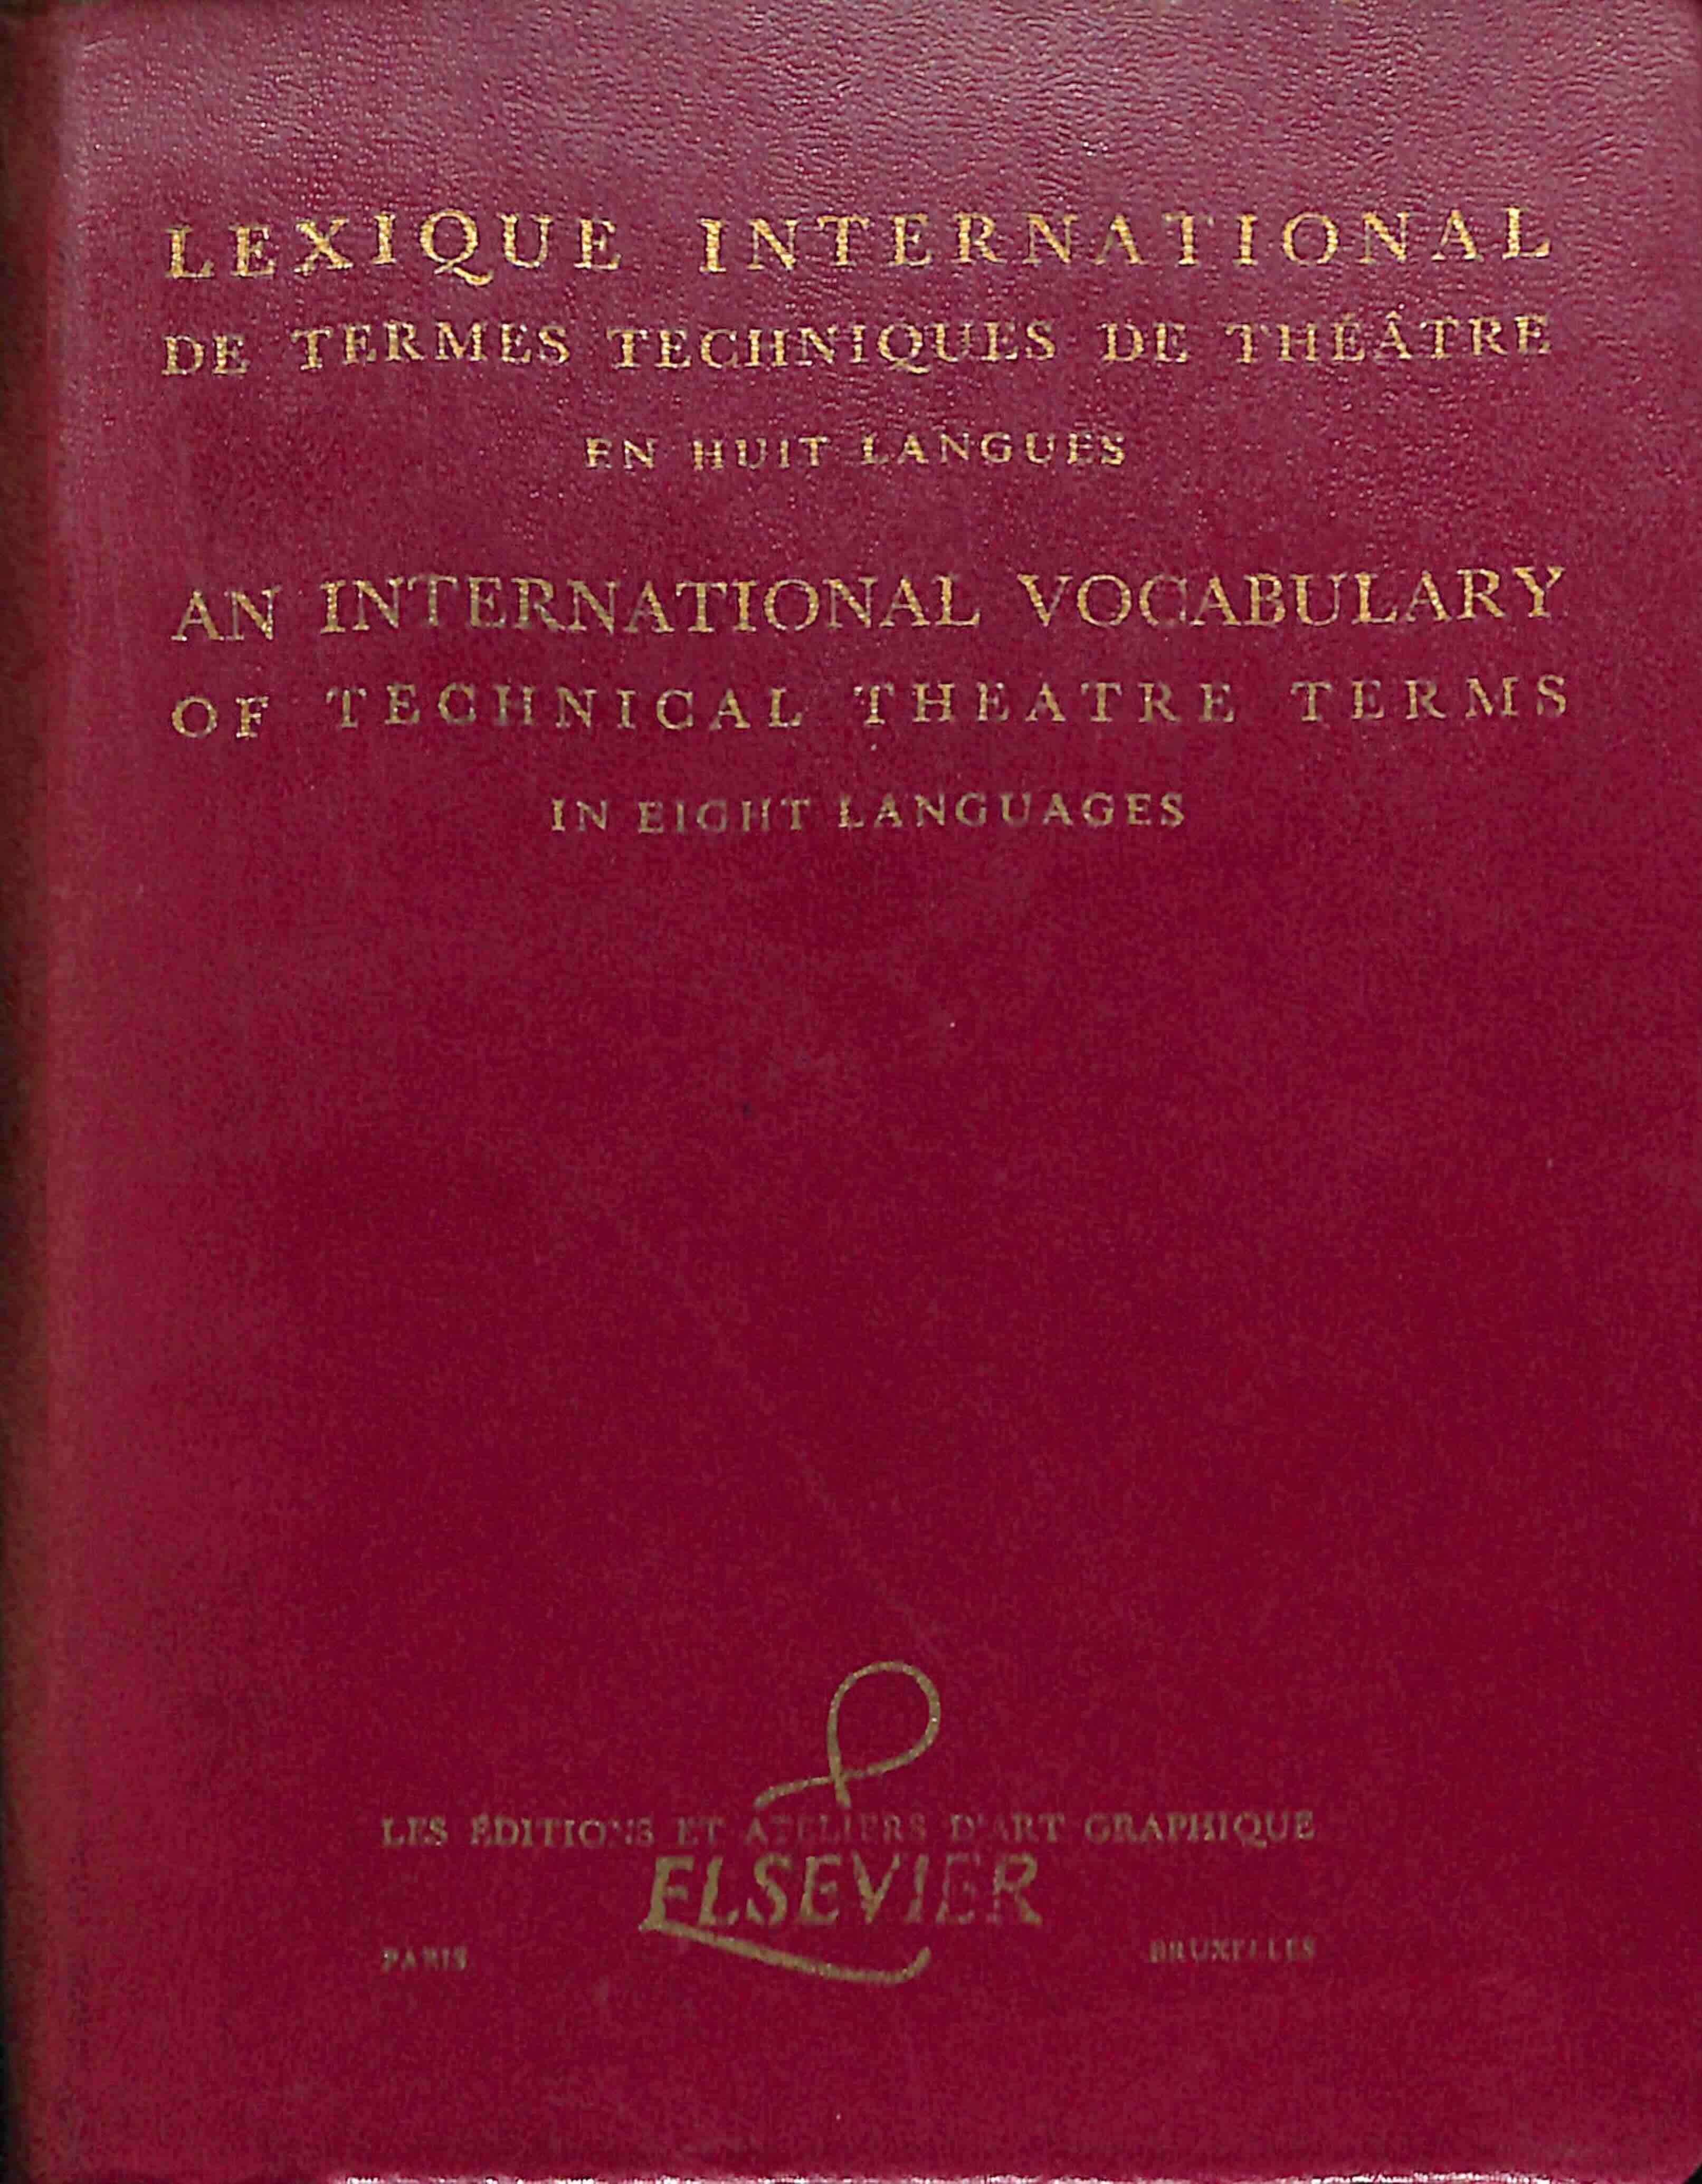 LEXIQUE INTERNATIONAL
DE TERMES TECHNIQUES DE THÉÂTRE
EN HUIT LANGUES
AN INTERNATIONAL VOCABULARY
OF TECHNICAL THEATRE TERMS
IN EIGHT LANGUAGES
LES ÉDITIONS ET ATELIERS D'ART GRAPHIQUE
ELSEVIER
PARIS BRUXELLES